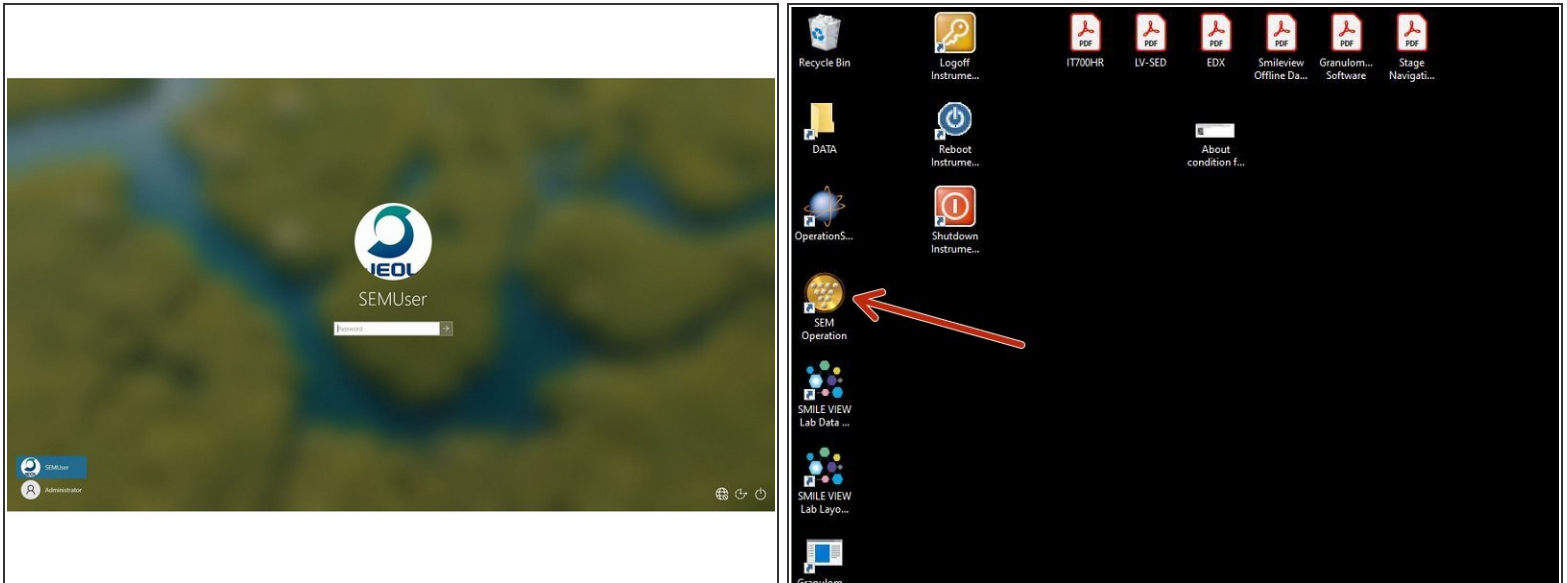 JEOL
SEMUser
Password
JEOL
SEMUser
Administrator
Recycle Bin
Logoff
Instrume...
PDF
IT700HR
PDF
LV-SED
PDF
EDX
PDF
Smileview
Offline Da...
PDF
Granulom...
Software
PDF
Stage
Navigati...
DATA
Reboot
Instrume...
About
condition f...
OperationS...
Shutdown
Instrume...
SEM
Operation
SMILE VIEW
Lab Data ...
SMILE VIEW
Lab Layo...
Granulom...